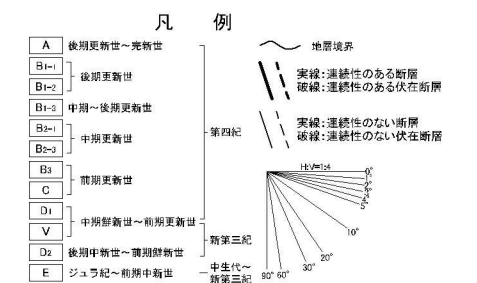 凡 例
A 後期更新世～完新世
B1-1
後期更新世
B1-2
B1-3 中期～後期更新世
B2-1
中期更新世
B2-3
B3
前期更新世
C
D1
中期鮮新世～前期更新世
V
D2 後期中新世～前期鮮新世
E ジュラ紀～前期中新世
第四紀
新第三紀
中生代～
新第三紀
地層境界
実線:連続性のある断層
破線:連続性のある伏在断層
実線:連続性のない断層
破線:連続性のない伏在断層
H:V=1:4
0°
1°
2°
3°
4°
5°
10°
20°
30°
60°
90°